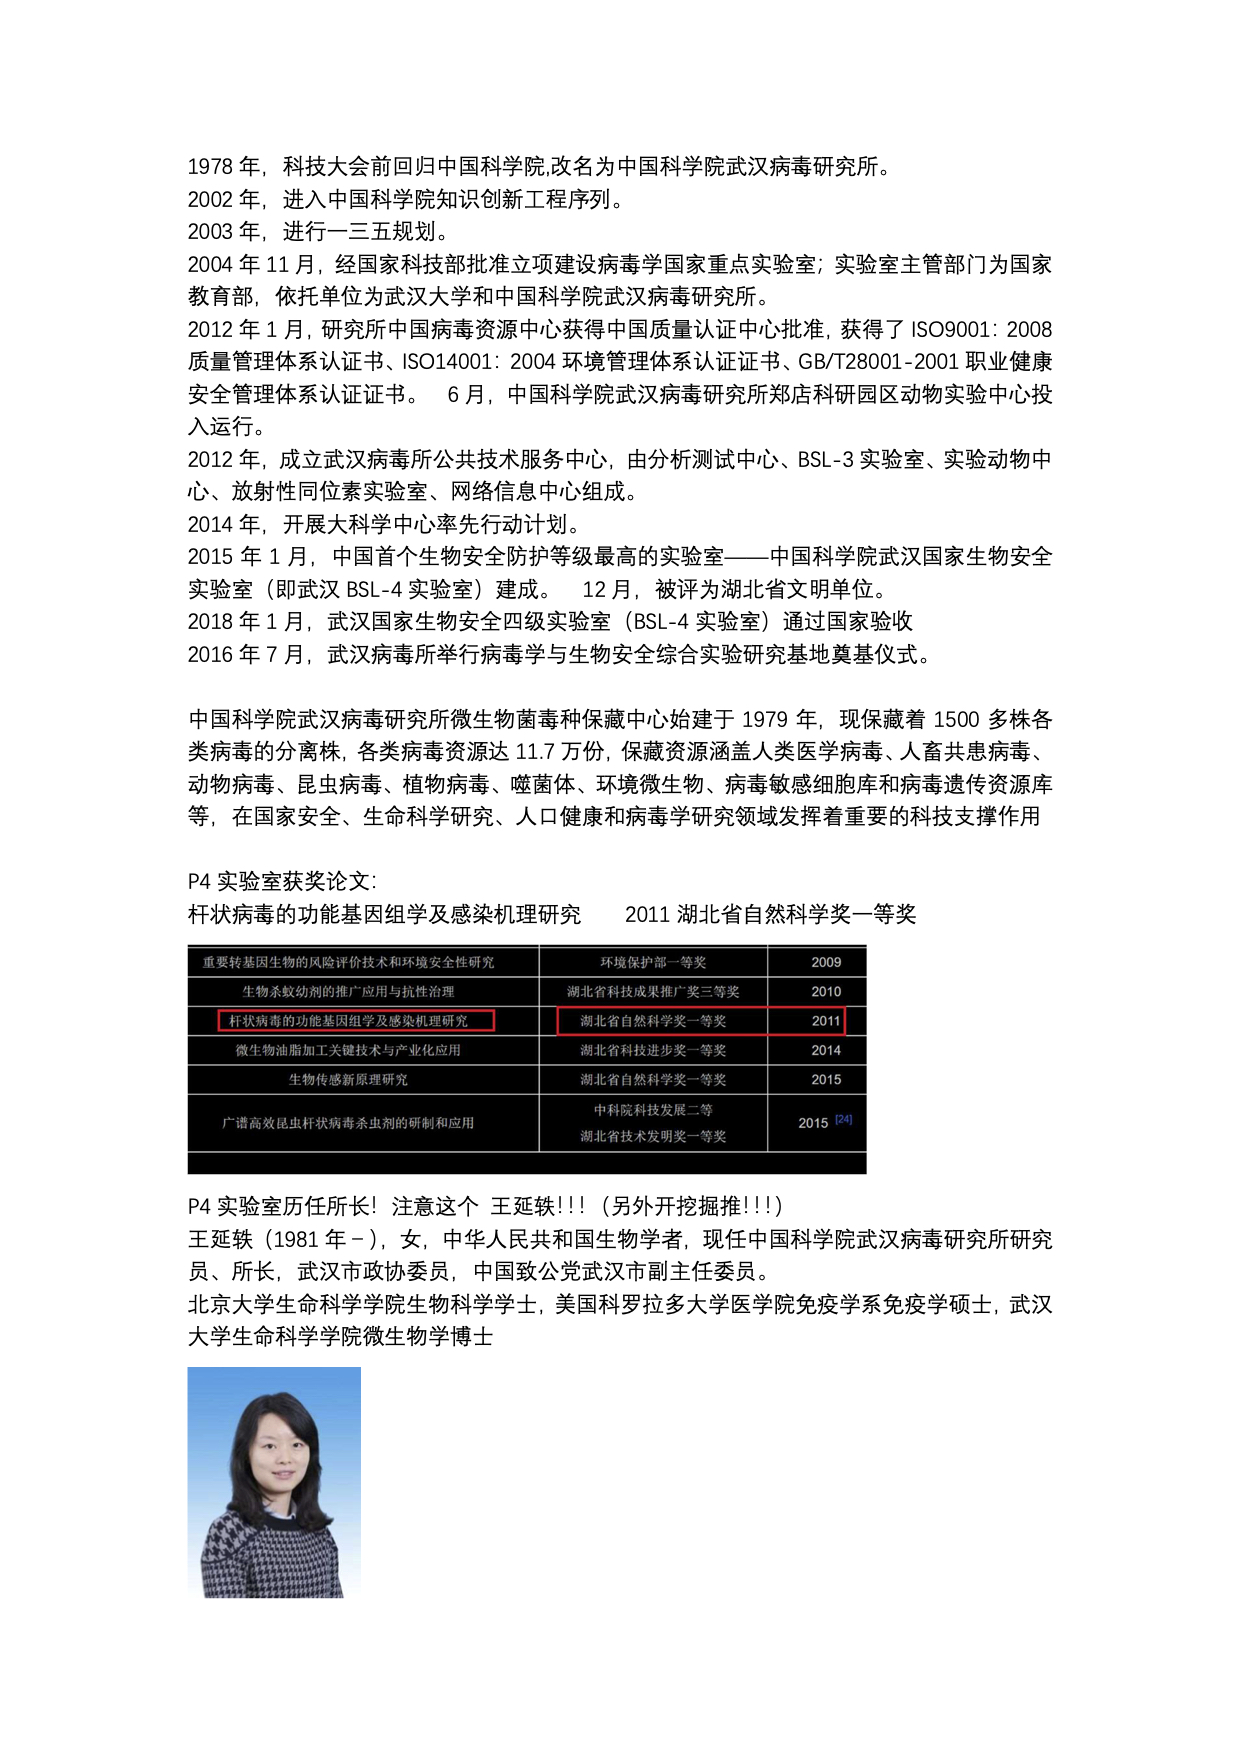 1978 年，科技大会前回归中国科学院,改名为中国科学院武汉病毒研究所。
2002 年，进入中国科学院知识创新工程序列。
2003 年，进行一三五规划。
2004 年 11 月，经国家科技部批准立项建设病毒学国家重点实验室；实验室主管部门为国家
教育部，依托单位为武汉大学和中国科学院武汉病毒研究所。
2012 年 1 月，研究所中国病毒资源中心获得中国质量认证中心批准，获得了 ISO9001：2008
质量管理体系认证书、ISO14001：2004 环境管理体系认证证书、GB/T28001-2001 职业健康
安全管理体系认证证书。 6 月，中国科学院武汉病毒研究所郑店科研园区动物实验中心投
入运行。
2012 年，成立武汉病毒所公共技术服务中心，由分析测试中心、BSL-3 实验室、实验动物中
心、放射性同位素实验室、网络信息中心组成。
2014 年，开展大科学中心率先行动计划。
2015 年 1 月，中国首个生物安全防护等级最高的实验室——中国科学院武汉国家生物安全
实验室（即武汉 BSL-4 实验室）建成。 12 月，被评为湖北省文明单位。
2018 年 1 月，武汉国家生物安全四级实验室（BSL-4 实验室）通过国家验收
2016 年 7 月，武汉病毒所举行病毒学与生物安全综合实验研究基地奠基仪式。
中国科学院武汉病毒研究所微生物菌毒种保藏中心始建于 1979 年，现保藏着 1500 多株各
类病毒的分离株，各类病毒资源达 11.7 万份，保藏资源涵盖人类医学病毒、人畜共患病毒、
动物病毒、昆虫病毒、植物病毒、噬菌体、环境微生物、病毒敏感细胞库和病毒遗传资源库
等，在国家安全、生命科学研究、人口健康和病毒学研究领域发挥着重要的科技支撑作用
P4 实验室获奖论文：
杆状病毒的功能基因组学及感染机理研究 2011 湖北省自然科学奖一等奖
重要转基因生物的风险评价技术和环境安全性研究 环境保护部一等奖 2009
生物杀蚊幼剂的推广应用与抗性治理 湖北省科技成果推广奖三等奖 2010
杆状病毒的功能基因组学及感染机理研究 湖北省自然科学奖一等奖 2011
微生物油脂加工关键技术与产业化应用 湖北省科技进步奖一等奖 2014
生物传感新原理研究 湖北省自然科学奖一等奖 2015
广谱高效昆虫杆状病毒杀虫剂的研制和应用 中科院科技发展二等 2015 [24]
湖北省技术发明奖一等奖
P4 实验室历任所长！注意这个 王延轶！！！（另外开挖掘推！！！）
王延轶（1981 年－），女，中华人民共和国生物学者，现任中国科学院武汉病毒研究所研究
员、所长，武汉市政协委员，中国致公党武汉市副主任委员。
北京大学生命科学学院生物科学学士，美国科罗拉多大学医学院免疫学系免疫学硕士，武汉
大学生命科学学院微生物学博士